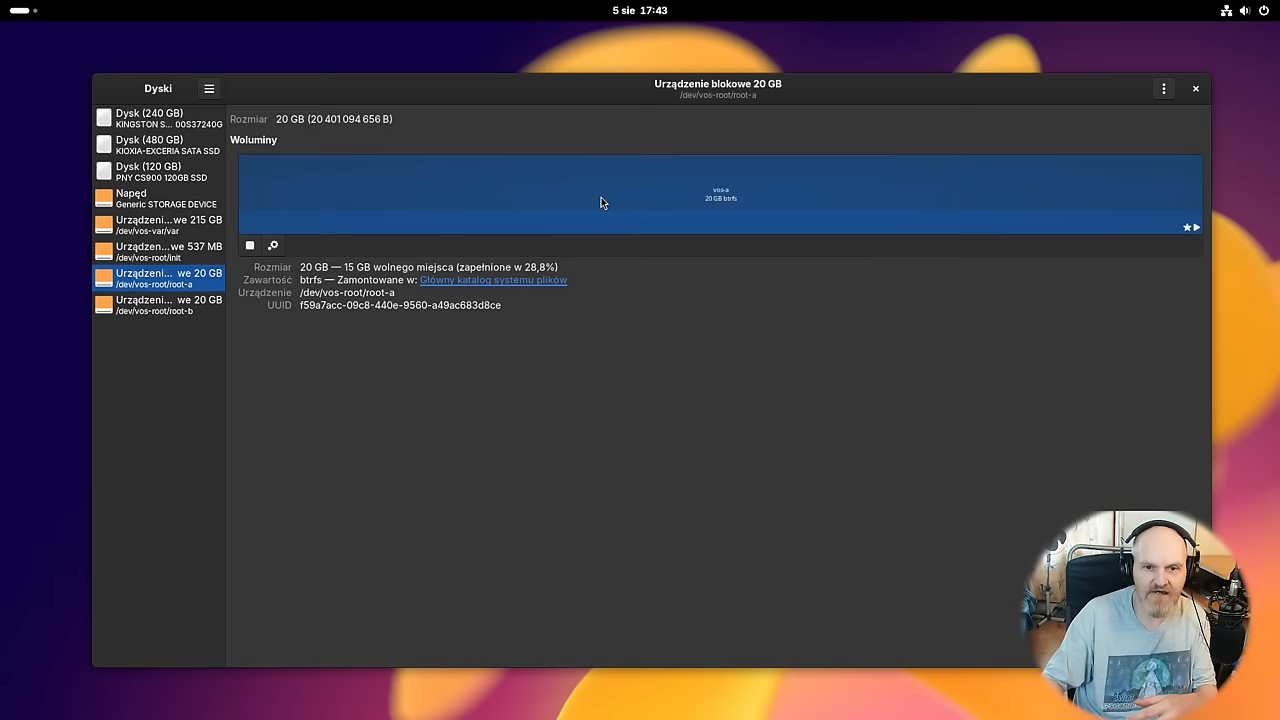 5 sie 17:43
Dyski
Urządzenie blokowe 20 GB
/dev/vos-root/root-a
Dysk (240 GB)
KINGSTON S... 00S37240G
Dysk (480 GB)
KIOXIA-EXCERIA SATA SSD
Dysk (120 GB)
PNY CS900 120GB SSD
Napęd
Generic STORAGE DEVICE
Urządzeni...we 215 GB
/dev/vos-var/var
Urządzen...we 537 MB
/dev/vos-root/init
Urządzeni... we 20 GB
/dev/vos-root/root-a
Urządzeni... we 20 GB
/dev/vos-root/root-b
Rozmiar 20 GB (20 401 094 656 B)
Woluminy
vos-a
20 GB btrfs
Rozmiar 20 GB — 15 GB wolnego miejsca (zapełnione w 28,8%)
Zawartość btrfs — Zamontowane w: Główny katalog systemu plików
Urządzenie /dev/vos-root/root-a
UUID f59a7acc-09c8-440e-9560-a49ac683d8ce